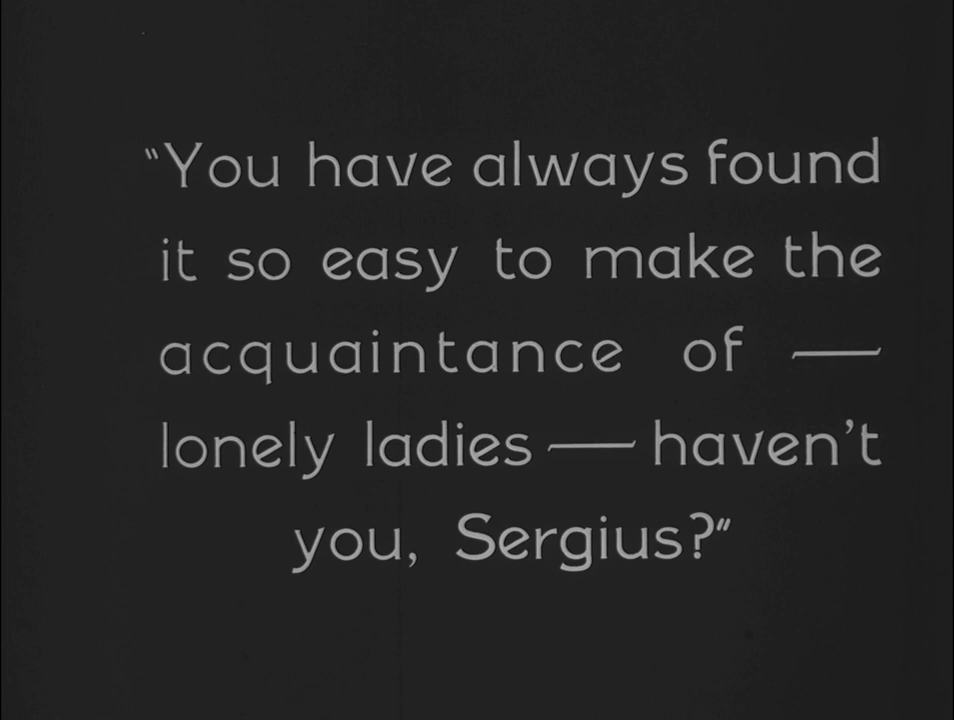 "You have always found
it so easy to make the
acquaintance of —
lonely ladies — haven't
you, Sergius?"